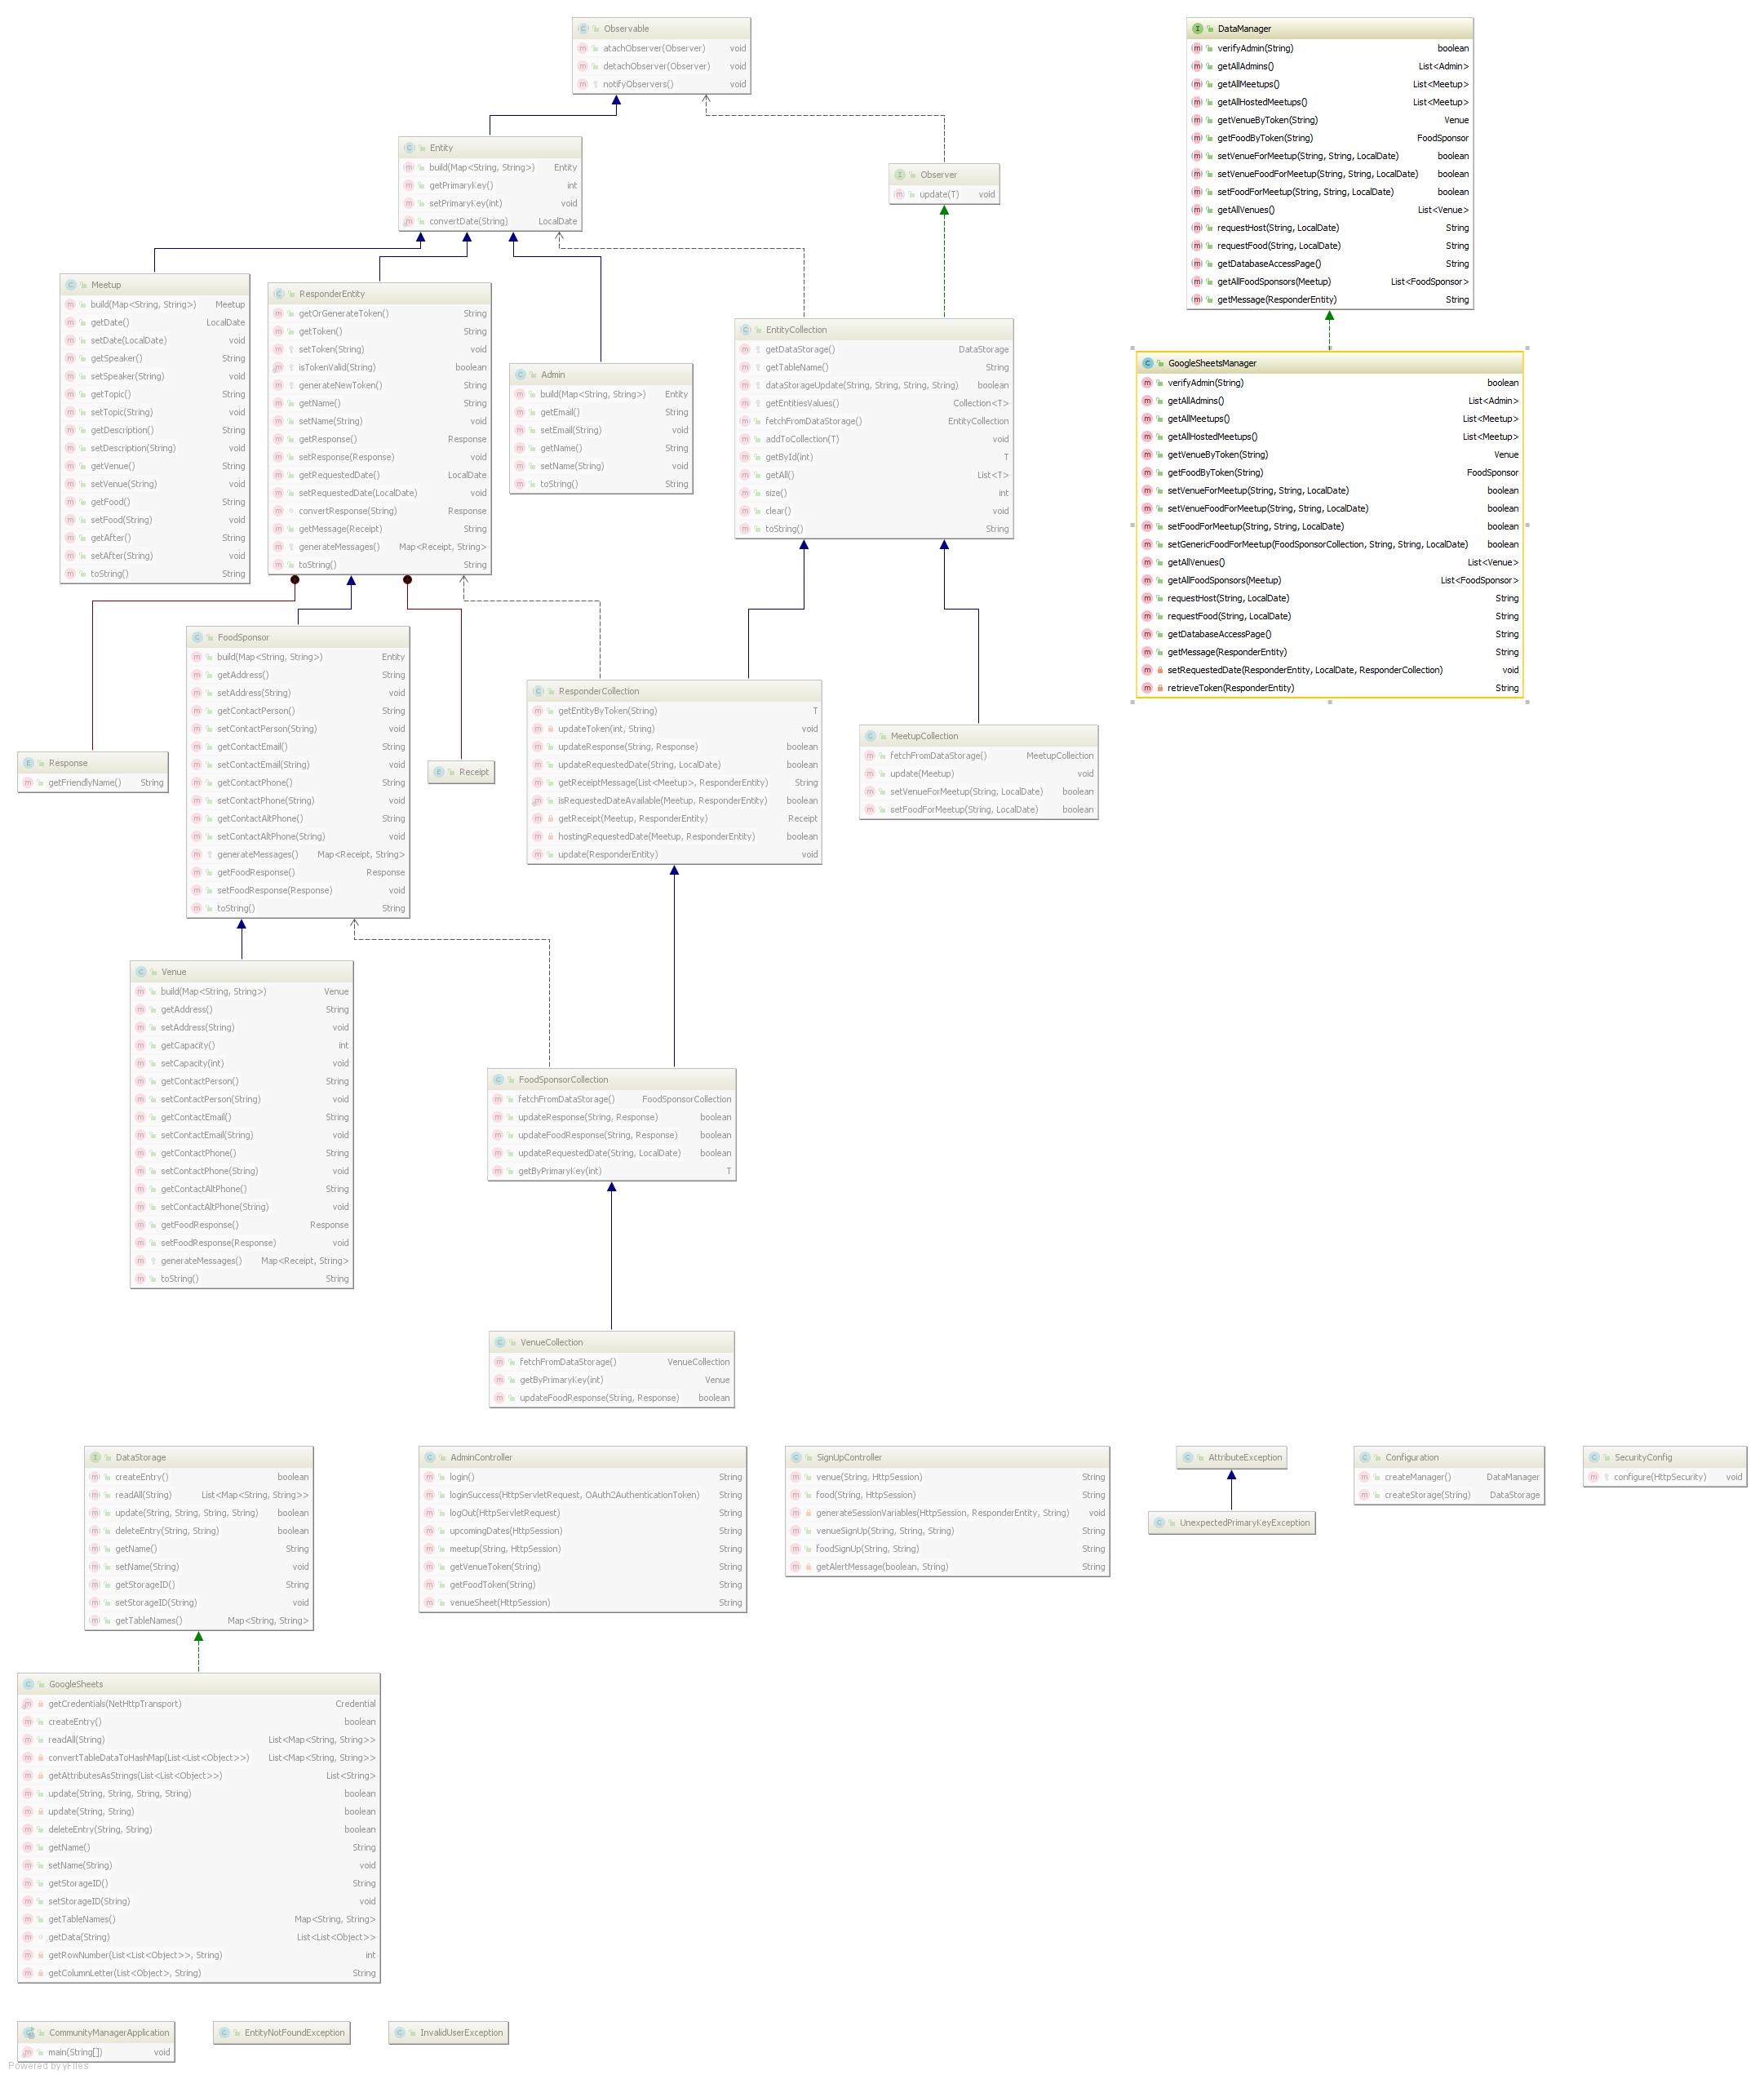 Observable
atachObserver(Observer) void
detachObserver(Observer) void
notifyObservers() void
DataManager
verifyAdmin(String) boolean
getAllAdmins() List<Admin>
getAllMeetups() List<Meetup>
getAllHostedMeetups() List<Meetup>
getVenueByToken(String) Venue
getFoodByToken(String) FoodSponsor
setVenueForMeetup(String, String, LocalDate) boolean
setVenueFoodForMeetup(String, String, LocalDate) boolean
setFoodForMeetup(String, String, LocalDate) boolean
getAllVenues() List<Venue>
requestHost(String, LocalDate) String
requestFood(String, LocalDate) String
getDatabaseAccessPage() String
getAllFoodSponsors(Meetup) List<FoodSponsor>
getMessage(ResponderEntity) String
Entity
build(Map<String, String>) Entity
getPrimaryKey() int
setPrimaryKey(int) void
convertDate(String) LocalDate
Observer
update(T) void
Meetup
build(Map<String, String>) Meetup
getDate() LocalDate
setDate(LocalDate) void
getSpeaker() String
setSpeaker(String) void
getTopic() String
setTopic(String) void
getDescription() String
setDescription(String) void
getVenue() String
setVenue(String) void
getFood() String
setFood(String) void
getAfter() String
setAfter(String) void
toString() String
ResponderEntity
getOrGenerateToken() String
getToken() String
setToken(String) void
isTokenValid(String) boolean
generateNewToken() String
getName() String
setName(String) void
getResponse() Response
setResponse(Response) void
getRequestedDate() LocalDate
setRequestedDate(LocalDate) void
convertResponse(String) Response
getMessage(Receipt) String
generateMessages() Map<Receipt, String>
toString() String
Admin
build(Map<String, String>) Entity
getEmail() String
setEmail(String) void
getName() String
setName(String) void
toString() String
EntityCollection
getDataStorage() DataStorage
getTableName() String
dataStorageUpdate(String, String, String, String) boolean
getEntitiesValues() Collection<T>
fetchFromDataStorage() EntityCollection
addToCollection(T) void
getById(int) T
getAll() List<T>
size() int
clear() void
toString() String
GoogleSheetsManager
verifyAdmin(String) boolean
getAllAdmins() List<Admin>
getAllMeetups() List<Meetup>
getAllHostedMeetups() List<Meetup>
getVenueByToken(String) Venue
getFoodByToken(String) FoodSponsor
setVenueForMeetup(String, String, LocalDate) boolean
setVenueFoodForMeetup(String, String, LocalDate) boolean
setFoodForMeetup(String, String, LocalDate) boolean
setGenericFoodForMeetup(FoodSponsorCollection, String, String, LocalDate) boolean
getAllVenues() List<Venue>
getAllFoodSponsors(Meetup) List<FoodSponsor>
requestHost(String, LocalDate) String
requestFood(String, LocalDate) String
getDatabaseAccessPage() String
getMessage(ResponderEntity) String
setRequestedDate(ResponderEntity, LocalDate, ResponderCollection) void
retrieveToken(ResponderEntity) String
Response
getFriendlyName() String
FoodSponsor
build(Map<String, String>) Entity
getAddress() String
setAddress(String) void
getContactPerson() String
setContactPerson(String) void
getContactEmail() String
setContactEmail(String) void
getContactPhone() String
setContactPhone(String) void
getContactAltPhone() String
setContactAltPhone(String) void
generateMessages() Map<Receipt, String>
getFoodResponse() Response
setFoodResponse(Response) void
toString() String
Receipt
ResponderCollection
getEntityByToken(String) T
updateToken(int, String) void
updateResponse(String, Response) boolean
updateRequestedDate(String, LocalDate) boolean
getReceiptMessage(List<Meetup>, ResponderEntity) String
isRequestedDateAvailable(Meetup, ResponderEntity) boolean
getReceipt(Meetup, ResponderEntity) Receipt
hostingRequestedDate(Meetup, ResponderEntity) boolean
update(ResponderEntity) void
MeetupCollection
fetchFromDataStorage() MeetupCollection
update(Meetup) void
setVenueForMeetup(String, LocalDate) boolean
setFoodForMeetup(String, LocalDate) boolean
Venue
build(Map<String, String>) Venue
getAddress() String
setAddress(String) void
getCapacity() int
setCapacity(int) void
getContactPerson() String
setContactPerson(String) void
getContactEmail() String
setContactEmail(String) void
getContactPhone() String
setContactPhone(String) void
getContactAltPhone() String
setContactAltPhone(String) void
getFoodResponse() Response
setFoodResponse(Response) void
generateMessages() Map<Receipt, String>
toString() String
FoodSponsorCollection
fetchFromDataStorage() FoodSponsorCollection
updateResponse(String, Response) boolean
updateFoodResponse(String, Response) boolean
updateRequestedDate(String, LocalDate) boolean
getByPrimaryKey(int) T
VenueCollection
fetchFromDataStorage() VenueCollection
getByPrimaryKey(int) Venue
updateFoodResponse(String, Response) boolean
DataStorage
createEntry() boolean
readAll(String) List<Map<String, String>>
update(String, String, String, String) boolean
deleteEntry(String, String) boolean
getName() String
setName(String) void
getStorageID() String
setStorageID(String) void
getTableNames() Map<String, String>
AdminController
login() String
loginSuccess(HttpServletRequest, OAuth2AuthenticationToken) String
logOut(HttpServletRequest) String
upcomingDates(HttpSession) String
meetup(String, HttpSession) String
getVenueToken(String) String
getFoodToken(String) String
venueSheet(HttpSession) String
SignUpController
venue(String, HttpSession) String
food(String, HttpSession) String
generateSessionVariables(HttpSession, ResponderEntity, String) void
venueSignUp(String, String, String) String
foodSignUp(String, String) String
getAlertMessage(boolean, String) String
AttributeException
UnexpectedPrimaryKeyException
Configuration
createManager() DataManager
createStorage(String) DataStorage
SecurityConfig
configure(HttpSecurity) void
GoogleSheets
getCredentials(NetHttpTransport) Credential
createEntry() boolean
readAll(String) List<Map<String, String>>
convertTableDataToHashMap(List<List<Object>>) List<Map<String, String>>
getAttributesAsStrings(List<List<Object>>) List<String>
update(String, String, String, String) boolean
update(String, String) boolean
deleteEntry(String, String) boolean
getName() String
setName(String) void
getStorageID() String
setStorageID(String) void
getTableNames() Map<String, String>
getData(String) List<List<Object>>
getRowNumber(List<List<Object>>, String) int
getColumnLetter(List<Object>, String) String
CommunityManagerApplication
main(String[]) void
EntityNotFoundException
InvalidUserException
Powered by yFiles